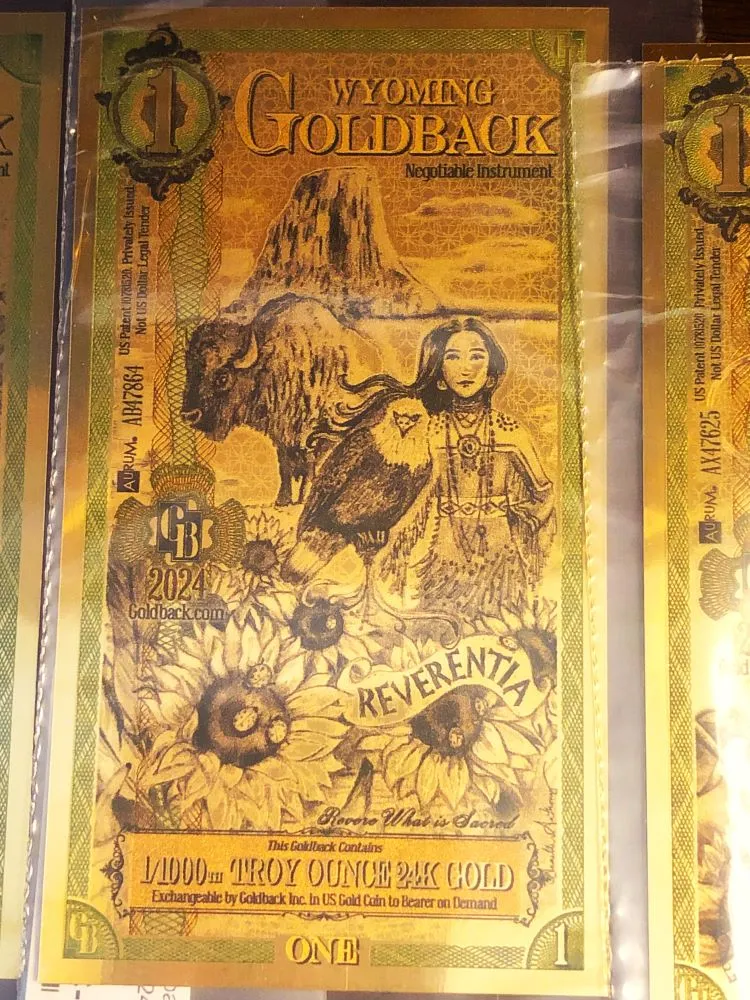 1
WYOMING
GOLDBACK
Negotiable Instrument
US Patent 10786520 Privately Issued
Not US Dollar Legal Tender
AB47864
AURUM.
GB
2024
Goldback.com
REVERENTIA
Revere What is Sacred
This Goldback Contains
1/1000TH TROY OUNCE 24K GOLD
Exchangeable by Goldback Inc. In US Gold Coin to Bearer on Demand
GB
ONE
1
1
US Patent 10786520 Privately Issued
Not US Dollar Legal Tender
AX47625
AURUM.